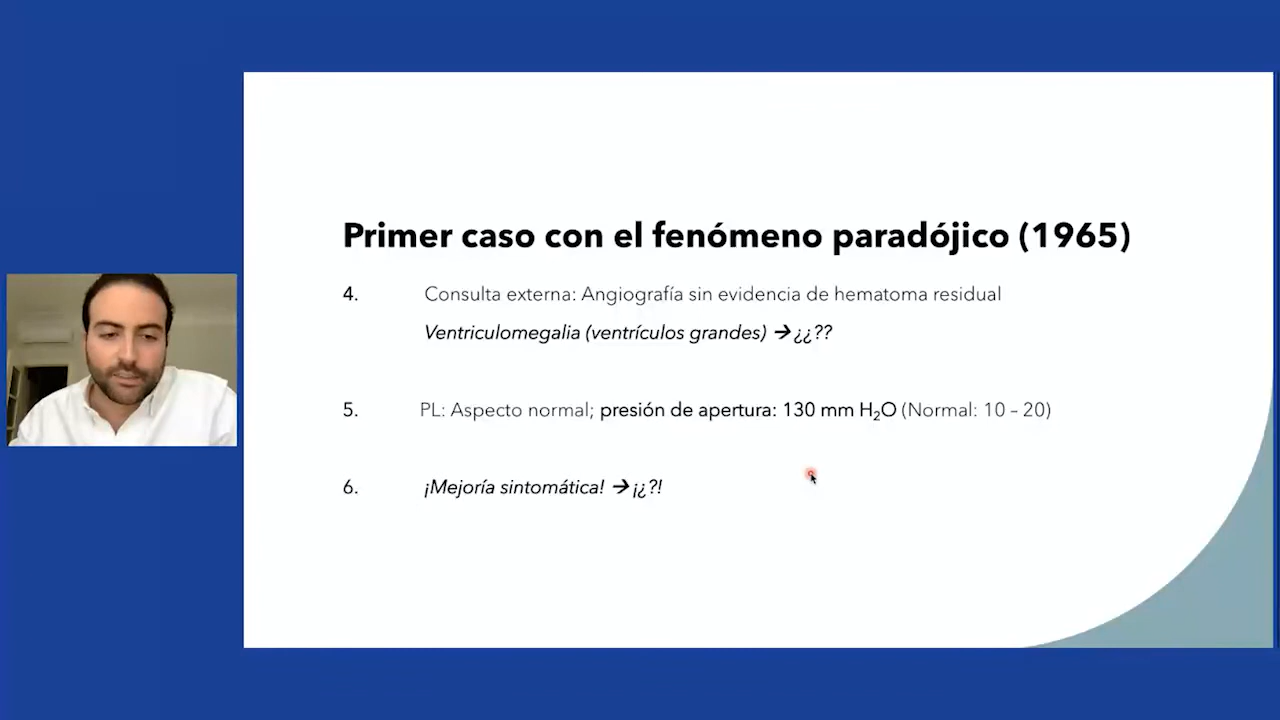 Primer caso con el fenómeno paradójico (1965)
4. Consulta externa: Angiografía sin evidencia de hematoma residual
Ventriculomegalia (ventrículos grandes) → ¿¿??
5. PL: Aspecto normal; presión de apertura: 130 mm H₂O (Normal: 10 – 20)
6. ¡Mejoría sintomática! → ¡¿?!